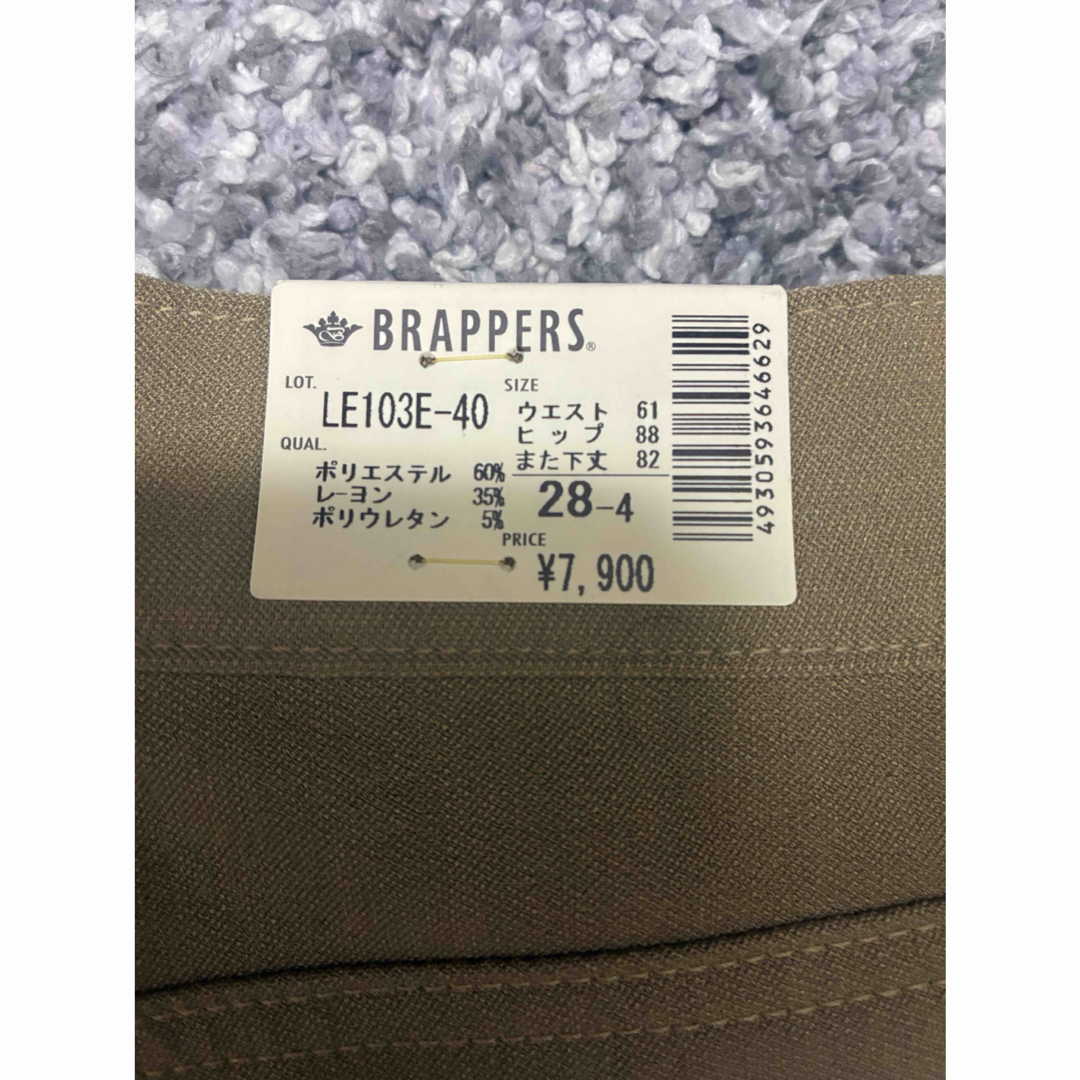 BRAPPERS®
LOT.
LE103E-40
QUAL.
ポリエステル 60%
レーヨン 35%
ポリウレタン 5%
SIZE
ウエスト 61
ヒップ 88
また下丈 82
28-4
PRICE
¥7,900
4930593646629